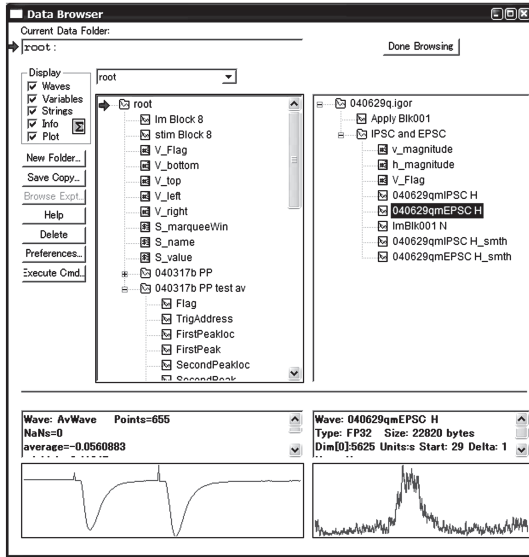 Data Browser
Current Data Folder:
root:
Done Browsing
Display
Waves
Variables
Strings
Info
Plot
Σ
New Folder...
Save Copy...
Browse Expt...
Help
Delete
Preferences...
Execute Cmd...
root
root
Im Block 8
stim Block 8
V_Flag
V_bottom
V_top
V_left
V_right
S_marqueeWin
S_name
S_value
040317b PP
040317b PP test av
Flag
TrigAddress
FirstPeakloc
FirstPeak
SecondPeakloc
SecondPeak
040629q.igor
Apply Blk001
IPSC and EPSC
v_magnitude
h_magnitude
V_Flag
040629qmIPSC H
040629qmEPSC H
ImBlk001 N
040629qmIPSC H_smth
040629qmEPSC H_smth
Wave: AvWave Points=655
NaNs=0
average=-0.0560883
Wave: 040629qmEPSC H
Type: FP32 Size: 22820 bytes
Dim[0]:5625 Units:s Start: 29 Delta: 1